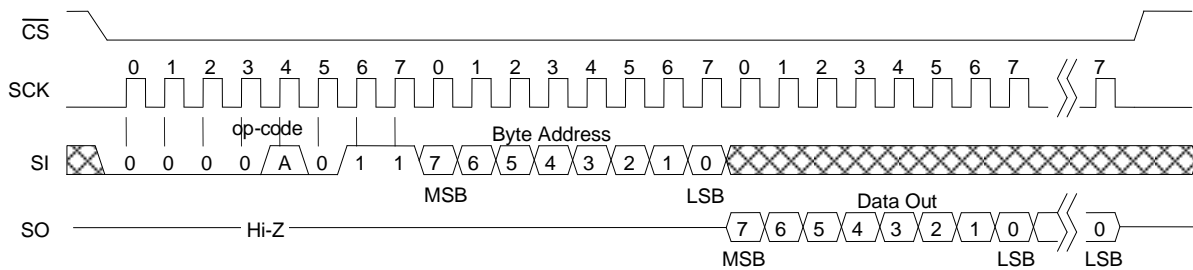 CS
0 1 2 3 4 5 6 7 0 1 2 3 4 5 6 7 0 1 2 3 4 5 6 7 7
SCK
op-code Byte Address
SI 0 0 0 0 A 0 1 1 7 6 5 4 3 2 1 0
MSB LSB Data Out
SO Hi-Z 7 6 5 4 3 2 1 0 0
MSB LSB LSB